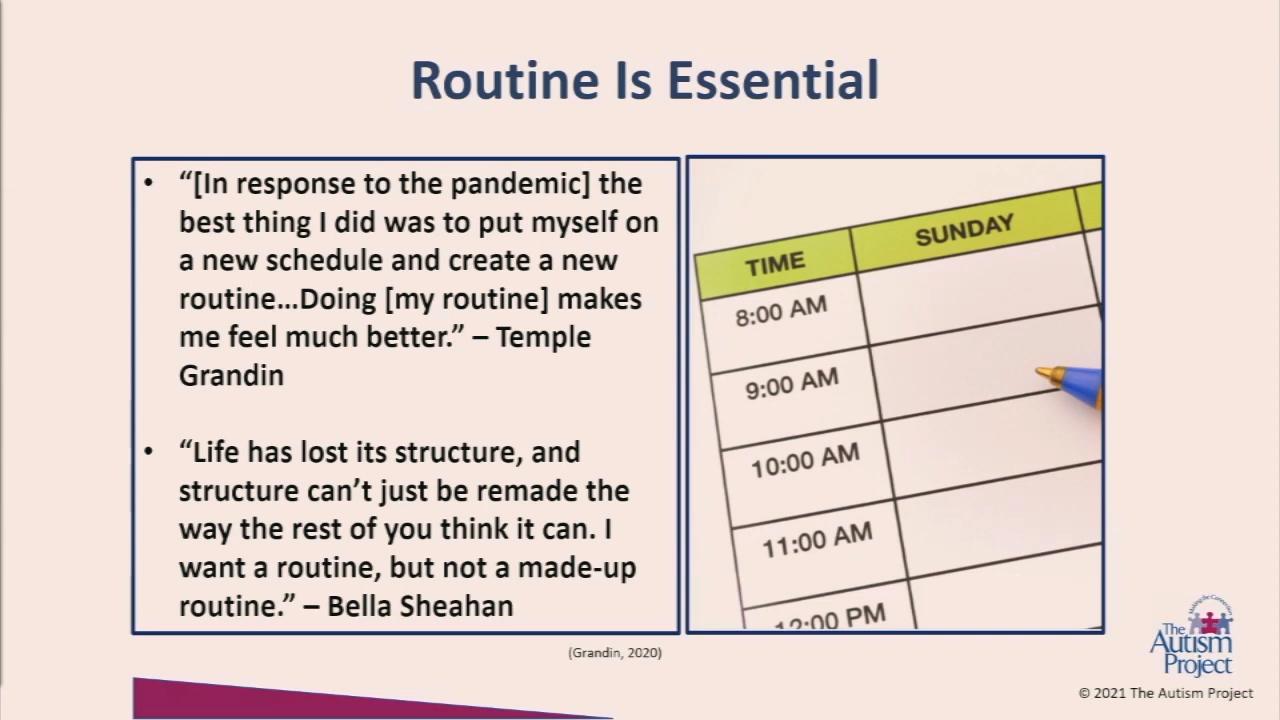 Routine Is Essential
• “[In response to the pandemic] the
best thing I did was to put myself on
a new schedule and create a new
routine…Doing [my routine] makes
me feel much better.” – Temple
Grandin
• “Life has lost its structure, and
structure can’t just be remade the
way the rest of you think it can. I
want a routine, but not a made-up
routine.” – Bella Sheahan
(Grandin, 2020)
TIME SUNDAY
8:00 AM
9:00 AM
10:00 AM
11:00 AM
12:00 PM
Making the Connection
The
Autism
Project
© 2021 The Autism Project